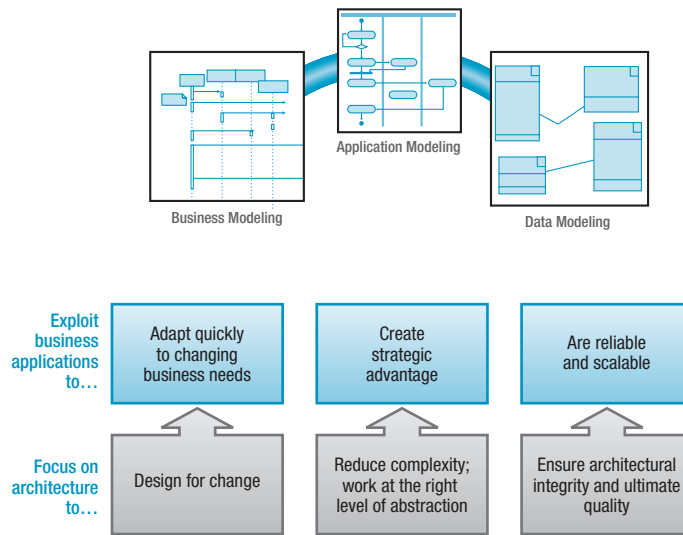 Application Modeling
Business Modeling
Data Modeling
Exploit
business
applications
to…
Adapt quickly
to changing
business needs
Create
strategic
advantage
Are reliable
and scalable
Focus on
architecture
to…
Design for change
Reduce complexity;
work at the right
level of abstraction
Ensure architectural
integrity and ultimate
quality